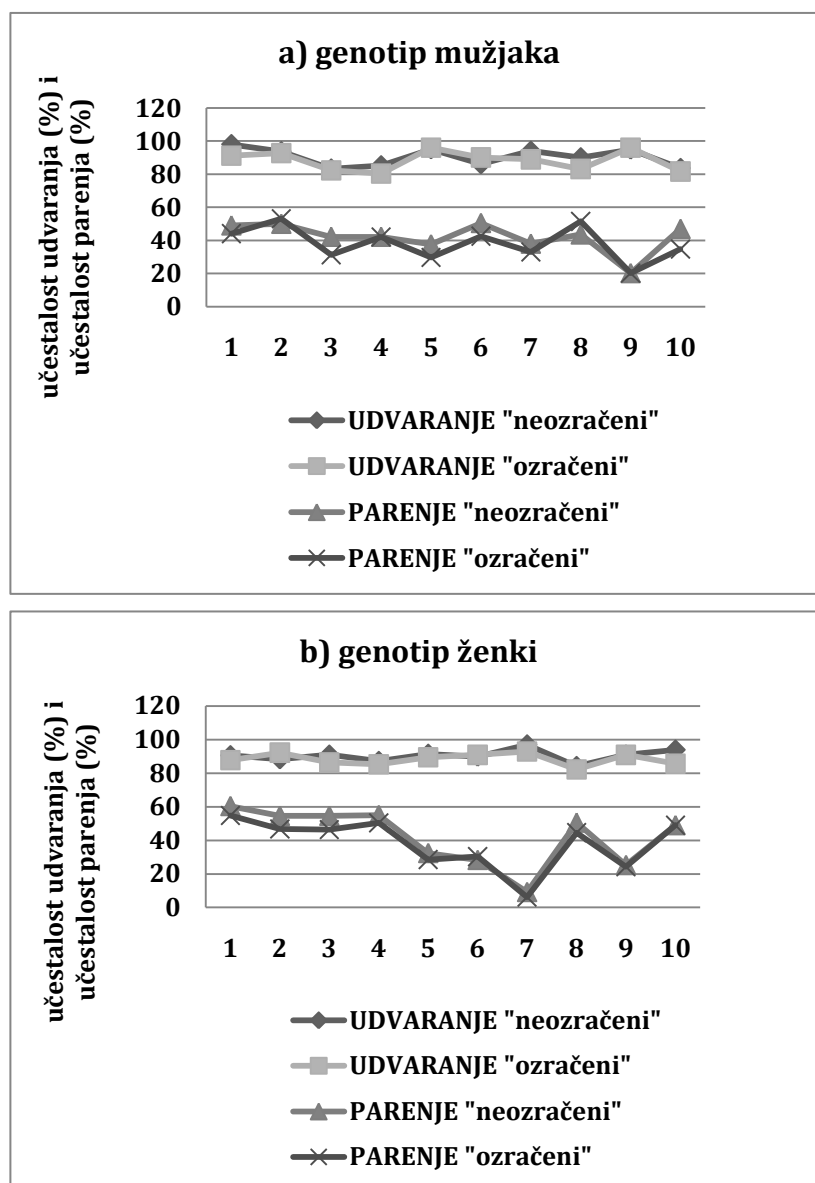 a) genotip mužjaka
učestalost udvaranja (%) i
učestalost parenja (%)
120
100
80
60
40
20
0
1 2 3 4 5 6 7 8 9 10
UDVARANJE "neozračeni"
UDVARANJE "ozračeni"
PARENJE "neozračeni"
PARENJE "ozračeni"
b) genotip ženki
učestalost udvaranja (%) i
učestalost parenja (%)
120
100
80
60
40
20
0
1 2 3 4 5 6 7 8 9 10
UDVARANJE "neozračeni"
UDVARANJE "ozračeni"
PARENJE "neozračeni"
PARENJE "ozračeni"